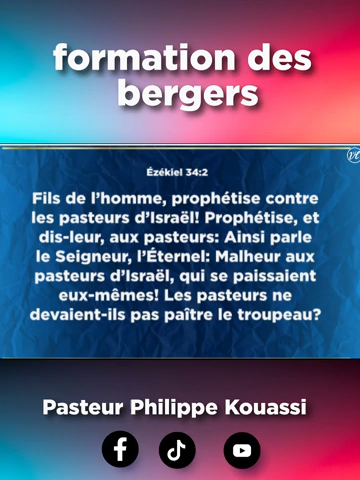 formation des
bergers
Ézékiel 34:2
Fils de l'homme, prophétise contre
les pasteurs d'Israël! Prophétise, et
dis-leur, aux pasteurs: Ainsi parle
le Seigneur, l'Éternel: Malheur aux
pasteurs d'Israël, qui se paissaient
eux-mêmes! Les pasteurs ne
devaient-ils pas paître le troupeau?
Pasteur Philippe Kouassi